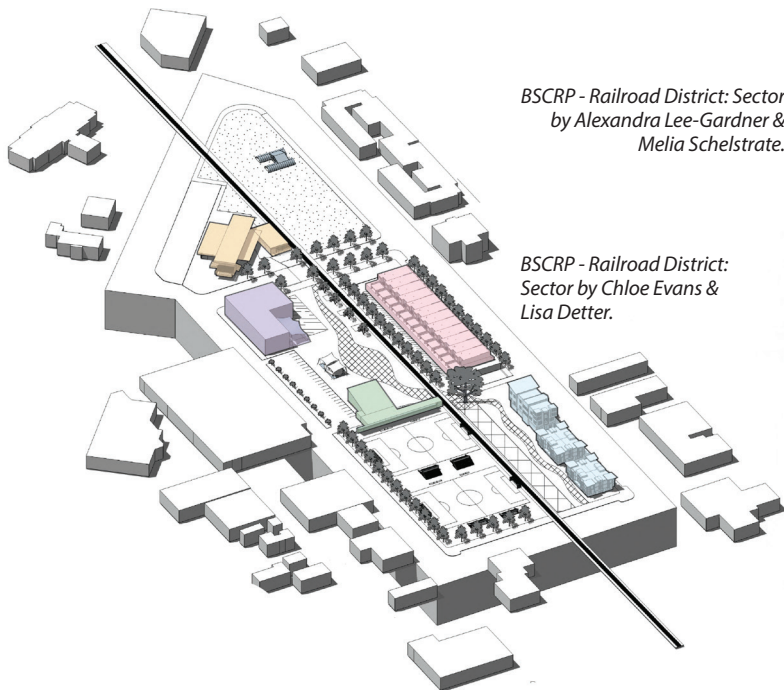 BSCRP - Railroad District: Sector
by Alexandra Lee-Gardner &
Melia Schelstrate.
BSCRP - Railroad District:
Sector by Chloe Evans &
Lisa Detter.